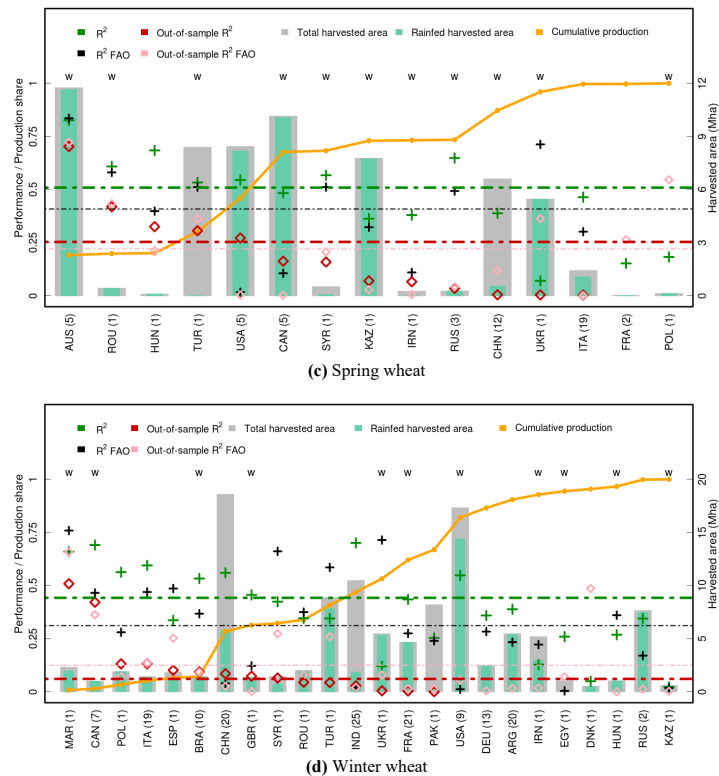 R² Out-of-sample R² Total harvested area Rainfed harvested area Cumulative production
R² FAO Out-of-sample R² FAO
w w w w w w w w w w w
Performance / Production share
0 0.25 0.5 0.75 1
Harvested area (Mha)
0 3 6 9 12
AUS (5) ROU (1) HUN (1) TUR (1) USA (5) CAN (5) SYR (1) KAZ (1) IRN (1) RUS (3) CHN (12) UKR (1) ITA (19) FRA (2) POL (1)
(c) Spring wheat
R² Out-of-sample R² Total harvested area Rainfed harvested area Cumulative production
R² FAO Out-of-sample R² FAO
w w w w w w w w w w w
Performance / Production share
0 0.25 0.5 0.75 1
Harvested area (Mha)
0 5 10 15 20
MAR (1) CAN (7) POL (1) ITA (19) ESP (1) BRA (10) CHN (20) GBR (1) SYR (1) ROU (1) TUR (1) IND (25) UKR (1) FRA (21) PAK (1) USA (9) DEU (13) ARG (20) IRN (1) EGY (1) DNK (1) HUN (1) RUS (2) KAZ (1)
(d) Winter wheat